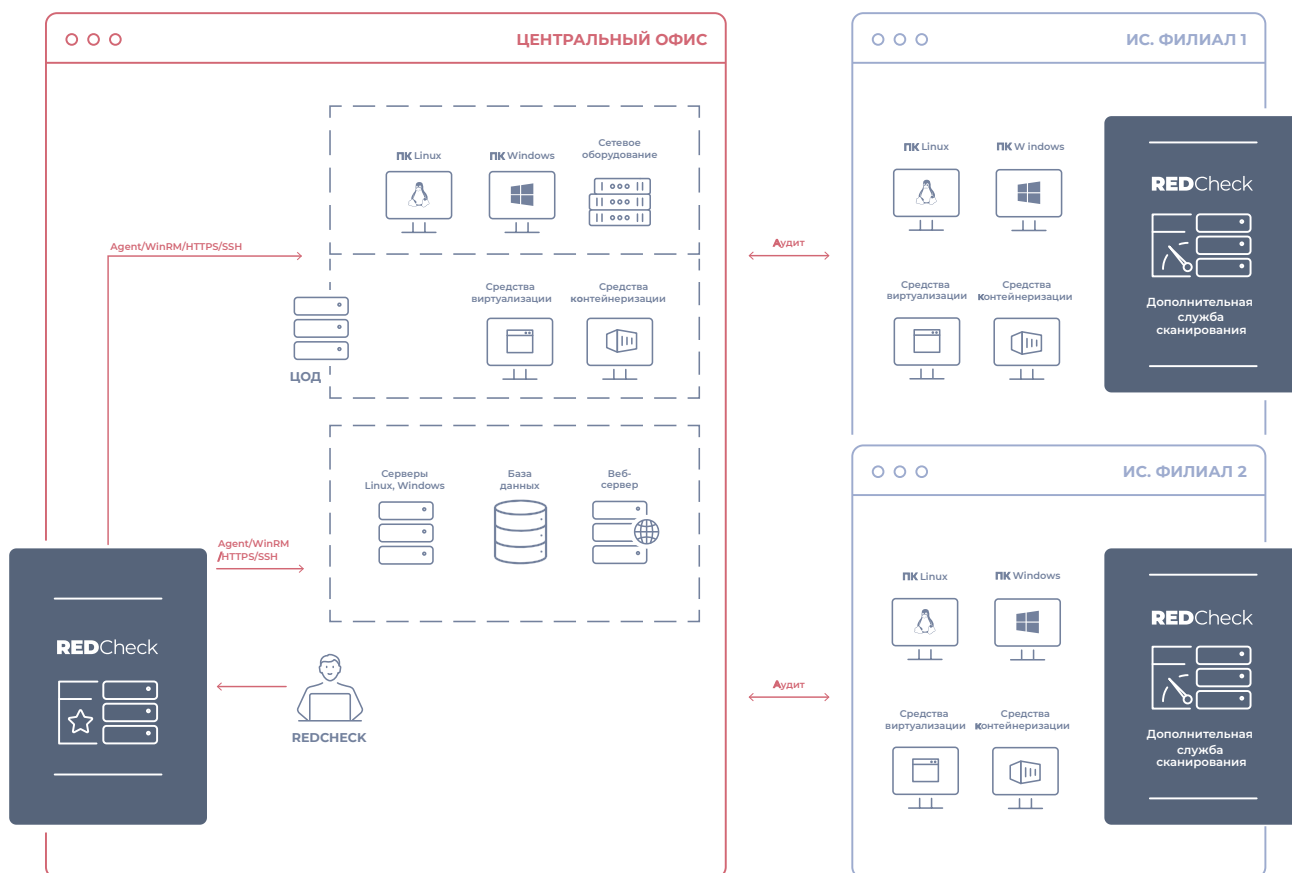 ЦЕНТРАЛЬНЫЙ ОФИС
ПК Linux
ПК Windows
Сетевое
оборудование
Agent/WinRM/HTTPS/SSH
Средства
виртуализации
Средства
контейнеризации
ЦОД
Серверы
Linux, Windows
База
данных
Веб-
сервер
Agent/WinRM
/HTTPS/SSH
REDCheck
REDCHECK
Аудит
Аудит
ИС. ФИЛИАЛ 1
ПК Linux
ПК W indows
Средства
виртуализации
Средства
контейнеризации
REDCheck
Дополнительная
служба
сканирования
ИС. ФИЛИАЛ 2
ПК Linux
ПК Windows
Средства
виртуализации
Средства
контейнеризации
REDCheck
Дополнительная
служба
сканирования